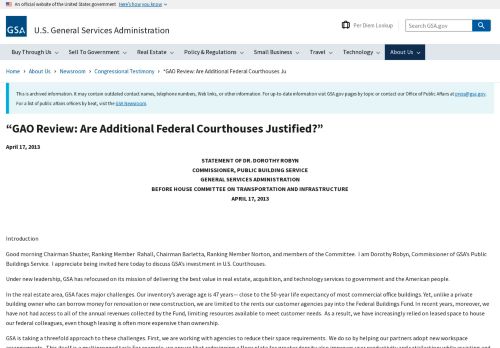 An official website of the United States government Here's how you know
GSA
U.S. General Services Administration
Per Diem Lookup
Search GSA.gov
Buy Through Us
Sell To Government
Real Estate
Policy & Regulations
Small Business
Travel
Technology
About Us
Home > About Us > Newsroom > Congressional Testimony > "GAO Review: Are Additional Federal Courthouses Ju
This is archived information. It may contain outdated contact names, telephone numbers, Web links, or other information. For up-to-date information visit GSA.gov pages by topic or contact our Office of Public Affairs at press@gsa.gov.
For a list of public affairs officers by beat, visit the GSA Newsroom.
“GAO Review: Are Additional Federal Courthouses Justified?”
April 17, 2013
STATEMENT OF DR. DOROTHY ROBYN
COMMISSIONER, PUBLIC BUILDING SERVICE
GENERAL SERVICES ADMINISTRATION
BEFORE HOUSE COMMITTEE ON TRANSPORTATION AND INFRASTRUCTURE
APRIL 17, 2013
Introduction
Good morning Chairman Shuster, Ranking Member Rahall, Chairman Barletta, Ranking Member Norton, and members of the Committee. I am Dorothy Robyn, Commissioner of GSA's Public
Buildings Service. I appreciate being invited here today to discuss GSA's investment in U.S. Courthouses.
Under new leadership, GSA has refocused on its mission of delivering the best value in real estate, acquisition, and technology services to government and the American people.
In the real estate area, GSA faces major challenges. Our inventory's average age is 47 years— close to the 50-year life expectancy of most commercial office buildings. Yet, unlike a private
building owner who can borrow money for renovation or new construction, we are limited to the rents our customer agencies pay into the Federal Buildings Fund. In recent years, moreover, we
have not had access to all of the annual revenues collected by the Fund, limiting resources available to meet customer needs. As a result, we have increasingly relied on leased space to house
our federal colleagues, even though leasing is often more expensive than ownership.
GSA is taking a threefold approach to these challenges. First, we are working with agencies to reduce their space requirements. We do so by helping our partners adopt new workspace